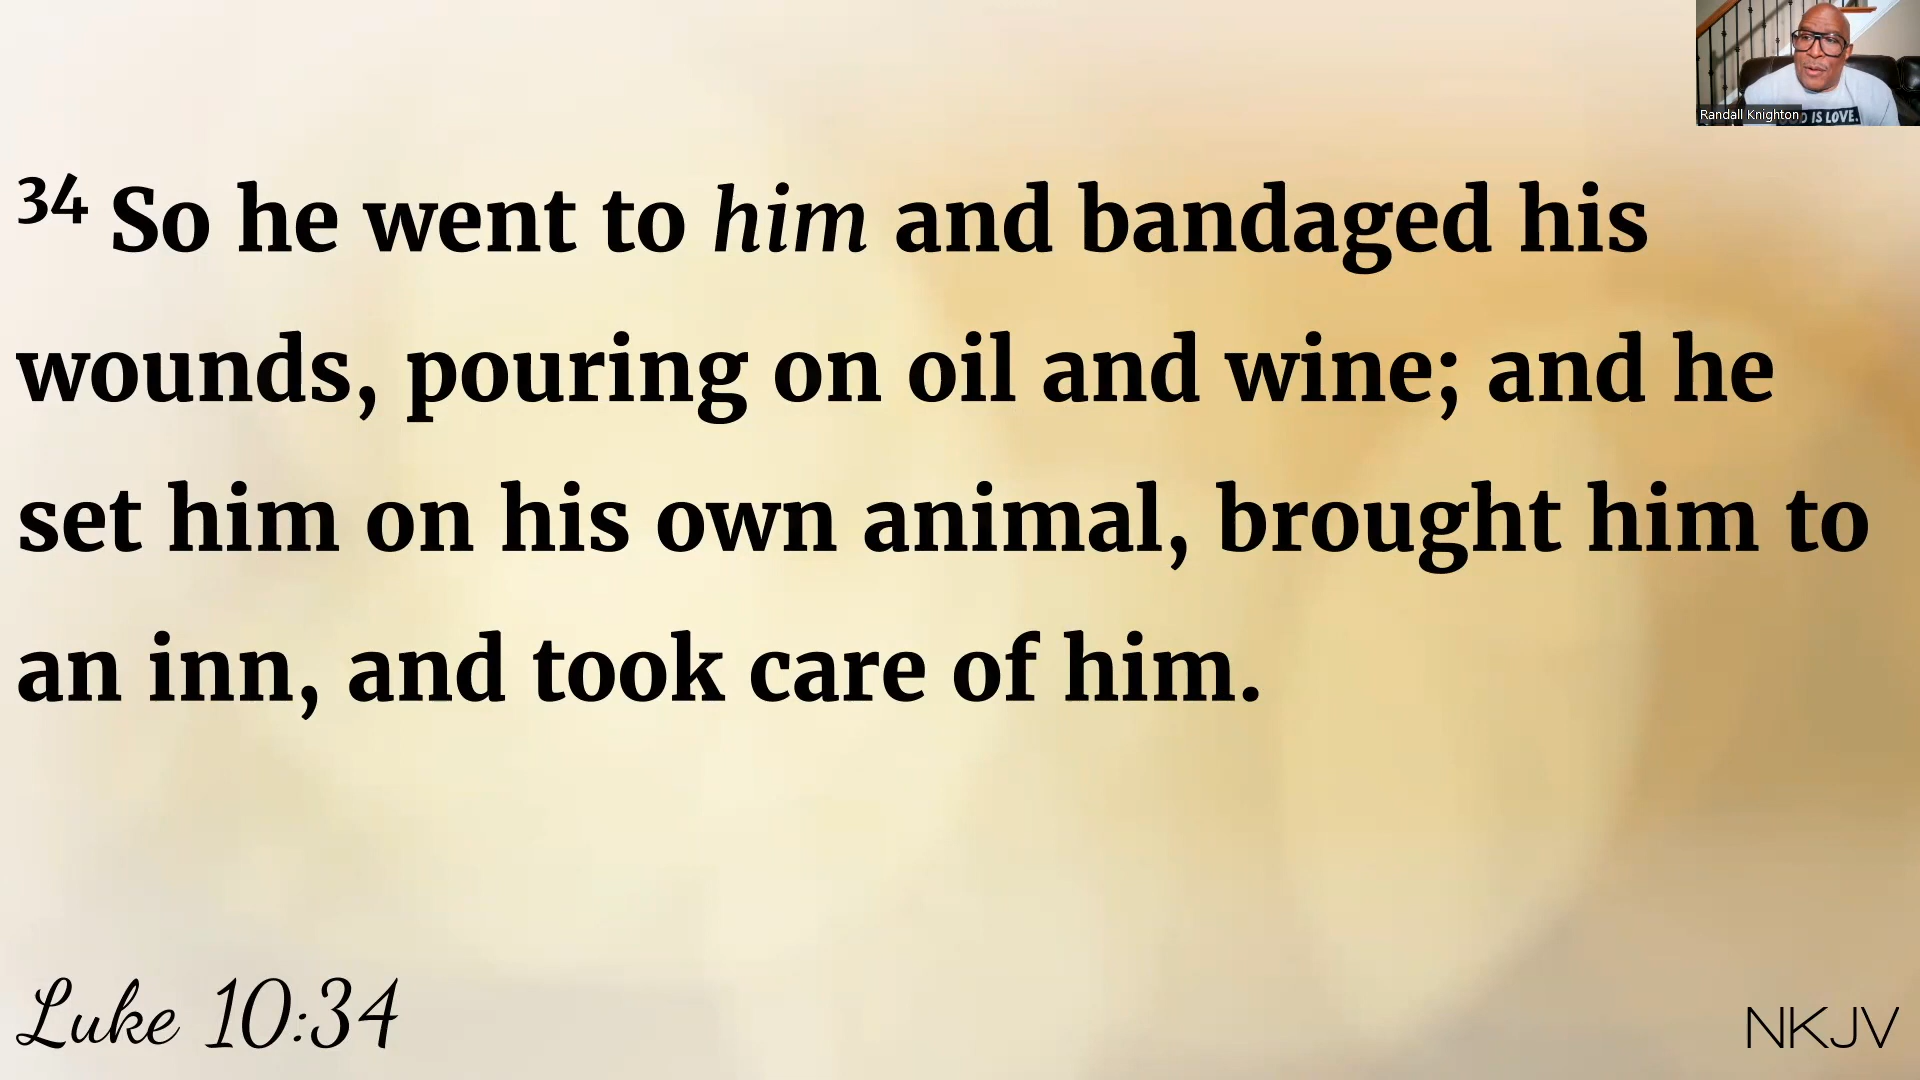 Randall Knighton
IS LOVE.
34 So he went to him and bandaged his
wounds, pouring on oil and wine; and he
set him on his own animal, brought him to
an inn, and took care of him.
Luke 10:34
NKJV